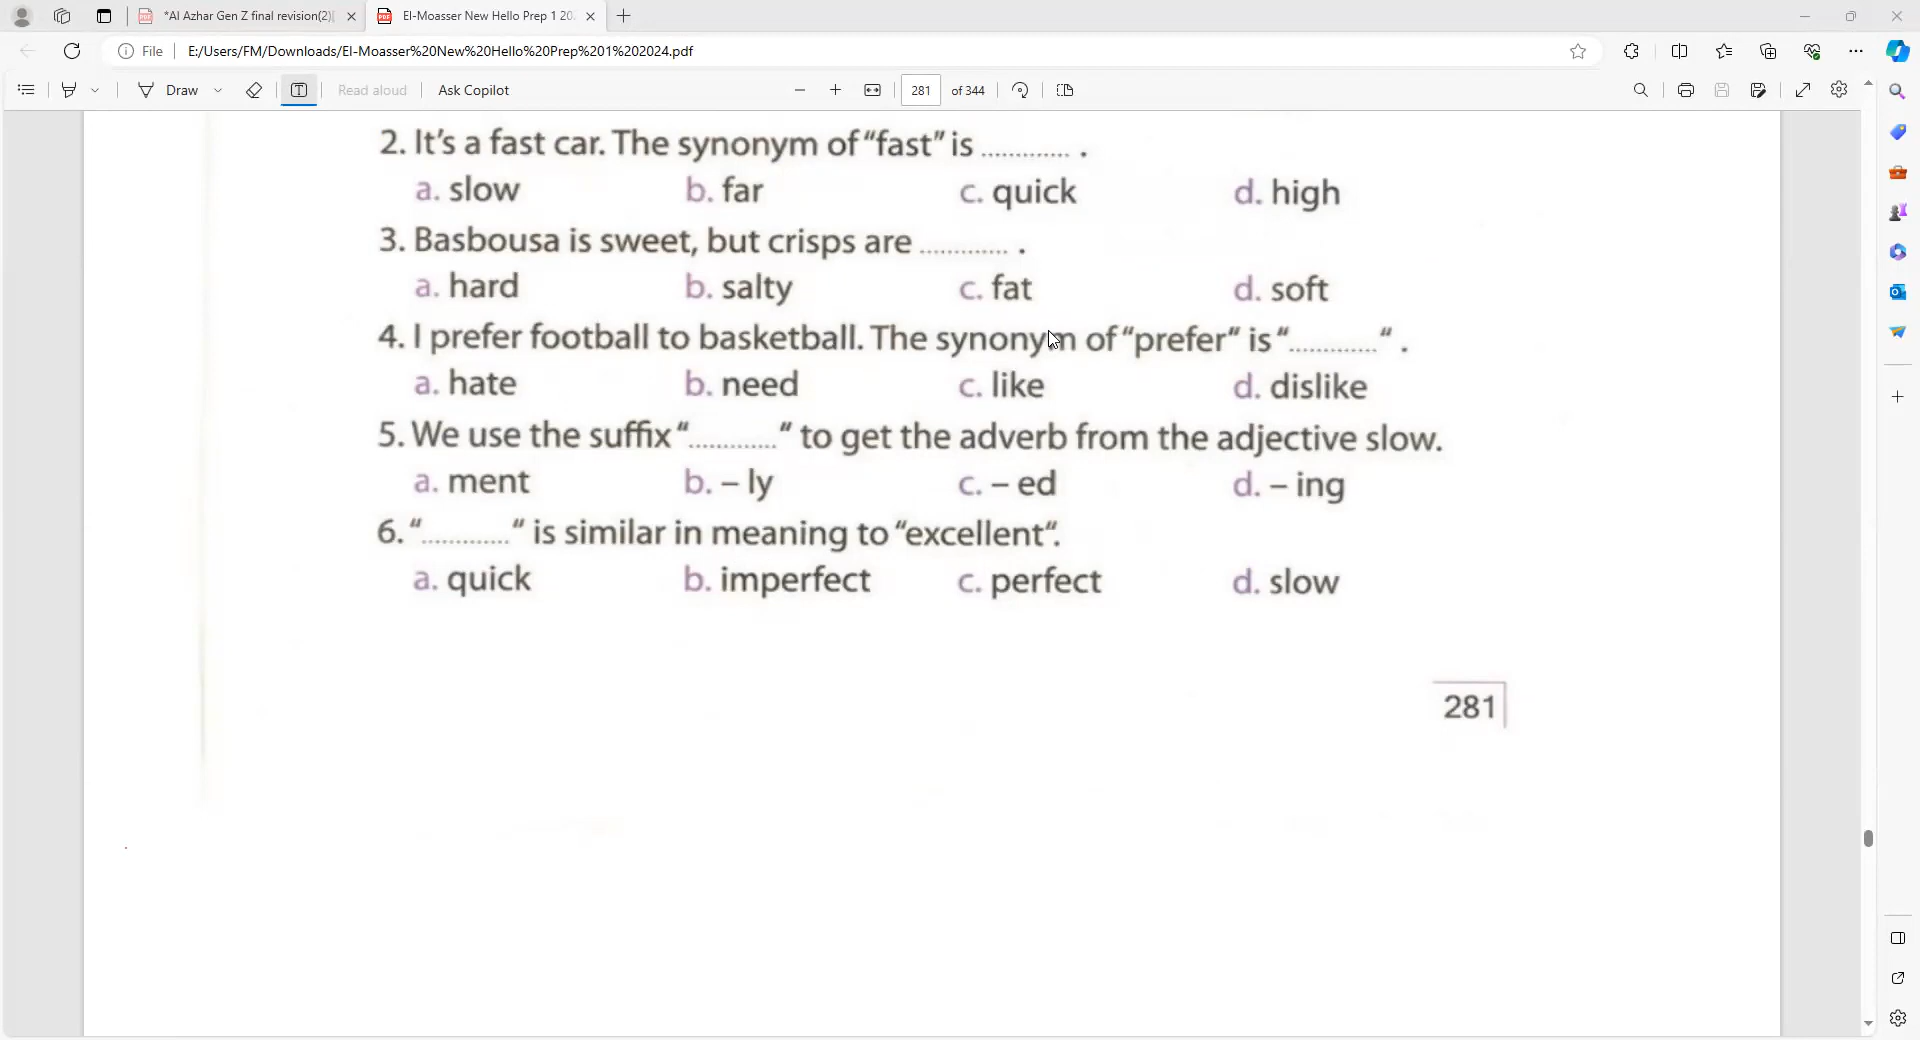 *Al Azhar Gen Z final revision(2)
El-Moasser New Hello Prep 1 20
File
E:/Users/FM/Downloads/El-Moasser%20New%20Hello%20Prep%201%202024.pdf
Draw
Read aloud
Ask Copilot
281
of 344
2. It's a fast car. The synonym of “fast” is ............ .
a. slow b. far c. quick d. high
3. Basbousa is sweet, but crisps are ............ .
a. hard b. salty c. fat d. soft
4. I prefer football to basketball. The synonym of “prefer“ is “............“ .
a. hate b. need c. like d. dislike
5. We use the suffix “............“ to get the adverb from the adjective slow.
a. ment b. – ly c. – ed d. – ing
6. “............“ is similar in meaning to “excellent“.
a. quick b. imperfect c. perfect d. slow
281